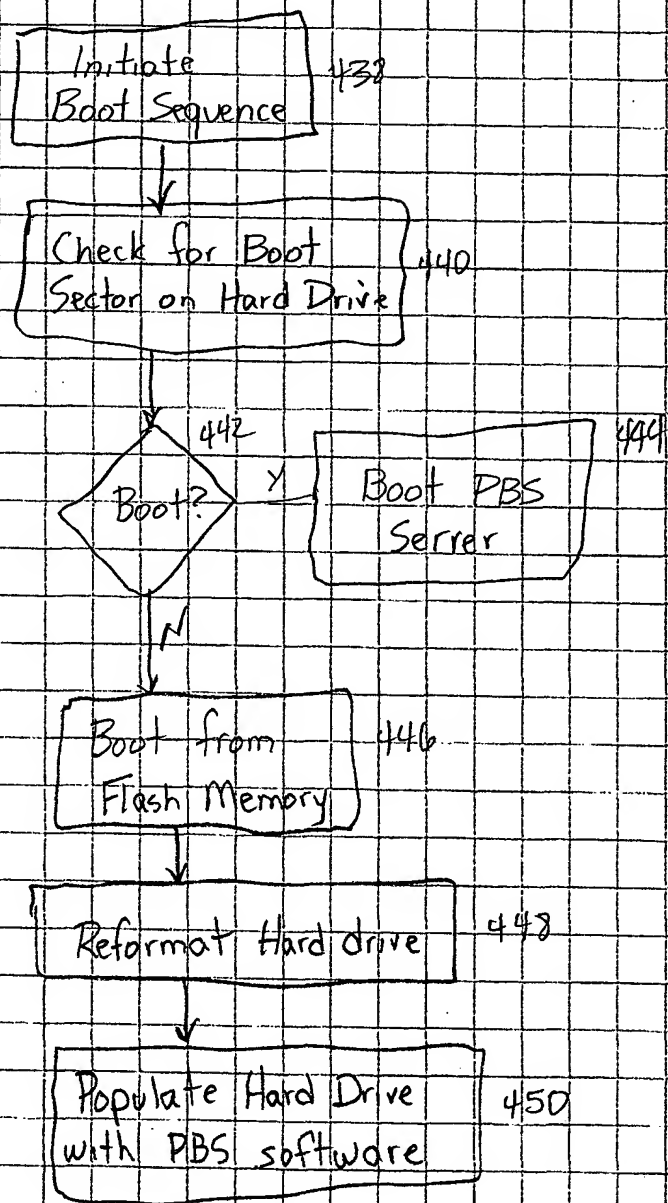 Initiate
Boot Sequence
438
Check for Boot
Sector on Hard Drive
440
442
Boot?
Y
Boot PBS
Server
444
N
Boot from
Flash Memory
446
Reformat Hard drive
448
Populate Hard Drive
with PBS software
450